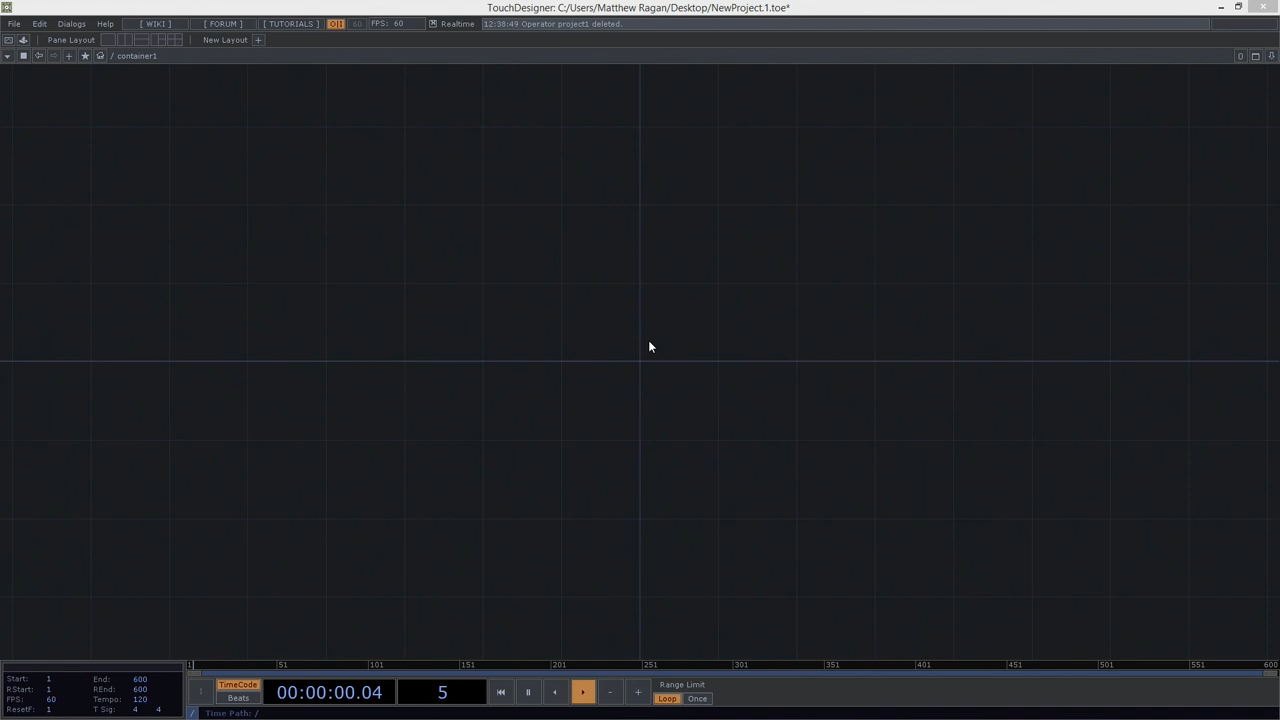 TouchDesigner: C:/Users/Matthew Ragan/Desktop/NewProject.1.toe*
File Edit Dialogs Help [ WIKI ] [ FORUM ] [ TUTORIALS ] O|I 60 FPS: 60 Realtime 12:38:49 Operator project1 deleted.
Pane Layout New Layout +
/ container1 0
1 51 101 151 201 251 301 351 401 451 501 551 600
Start: 1 End: 600
RStart: 1 REnd: 600
FPS: 60 Tempo: 120
ResetF: 1 T Sig: 4 4
1 TimeCode Beats 00:00:00.04 5 - + Range Limit
Loop Once
/ Time Path: /